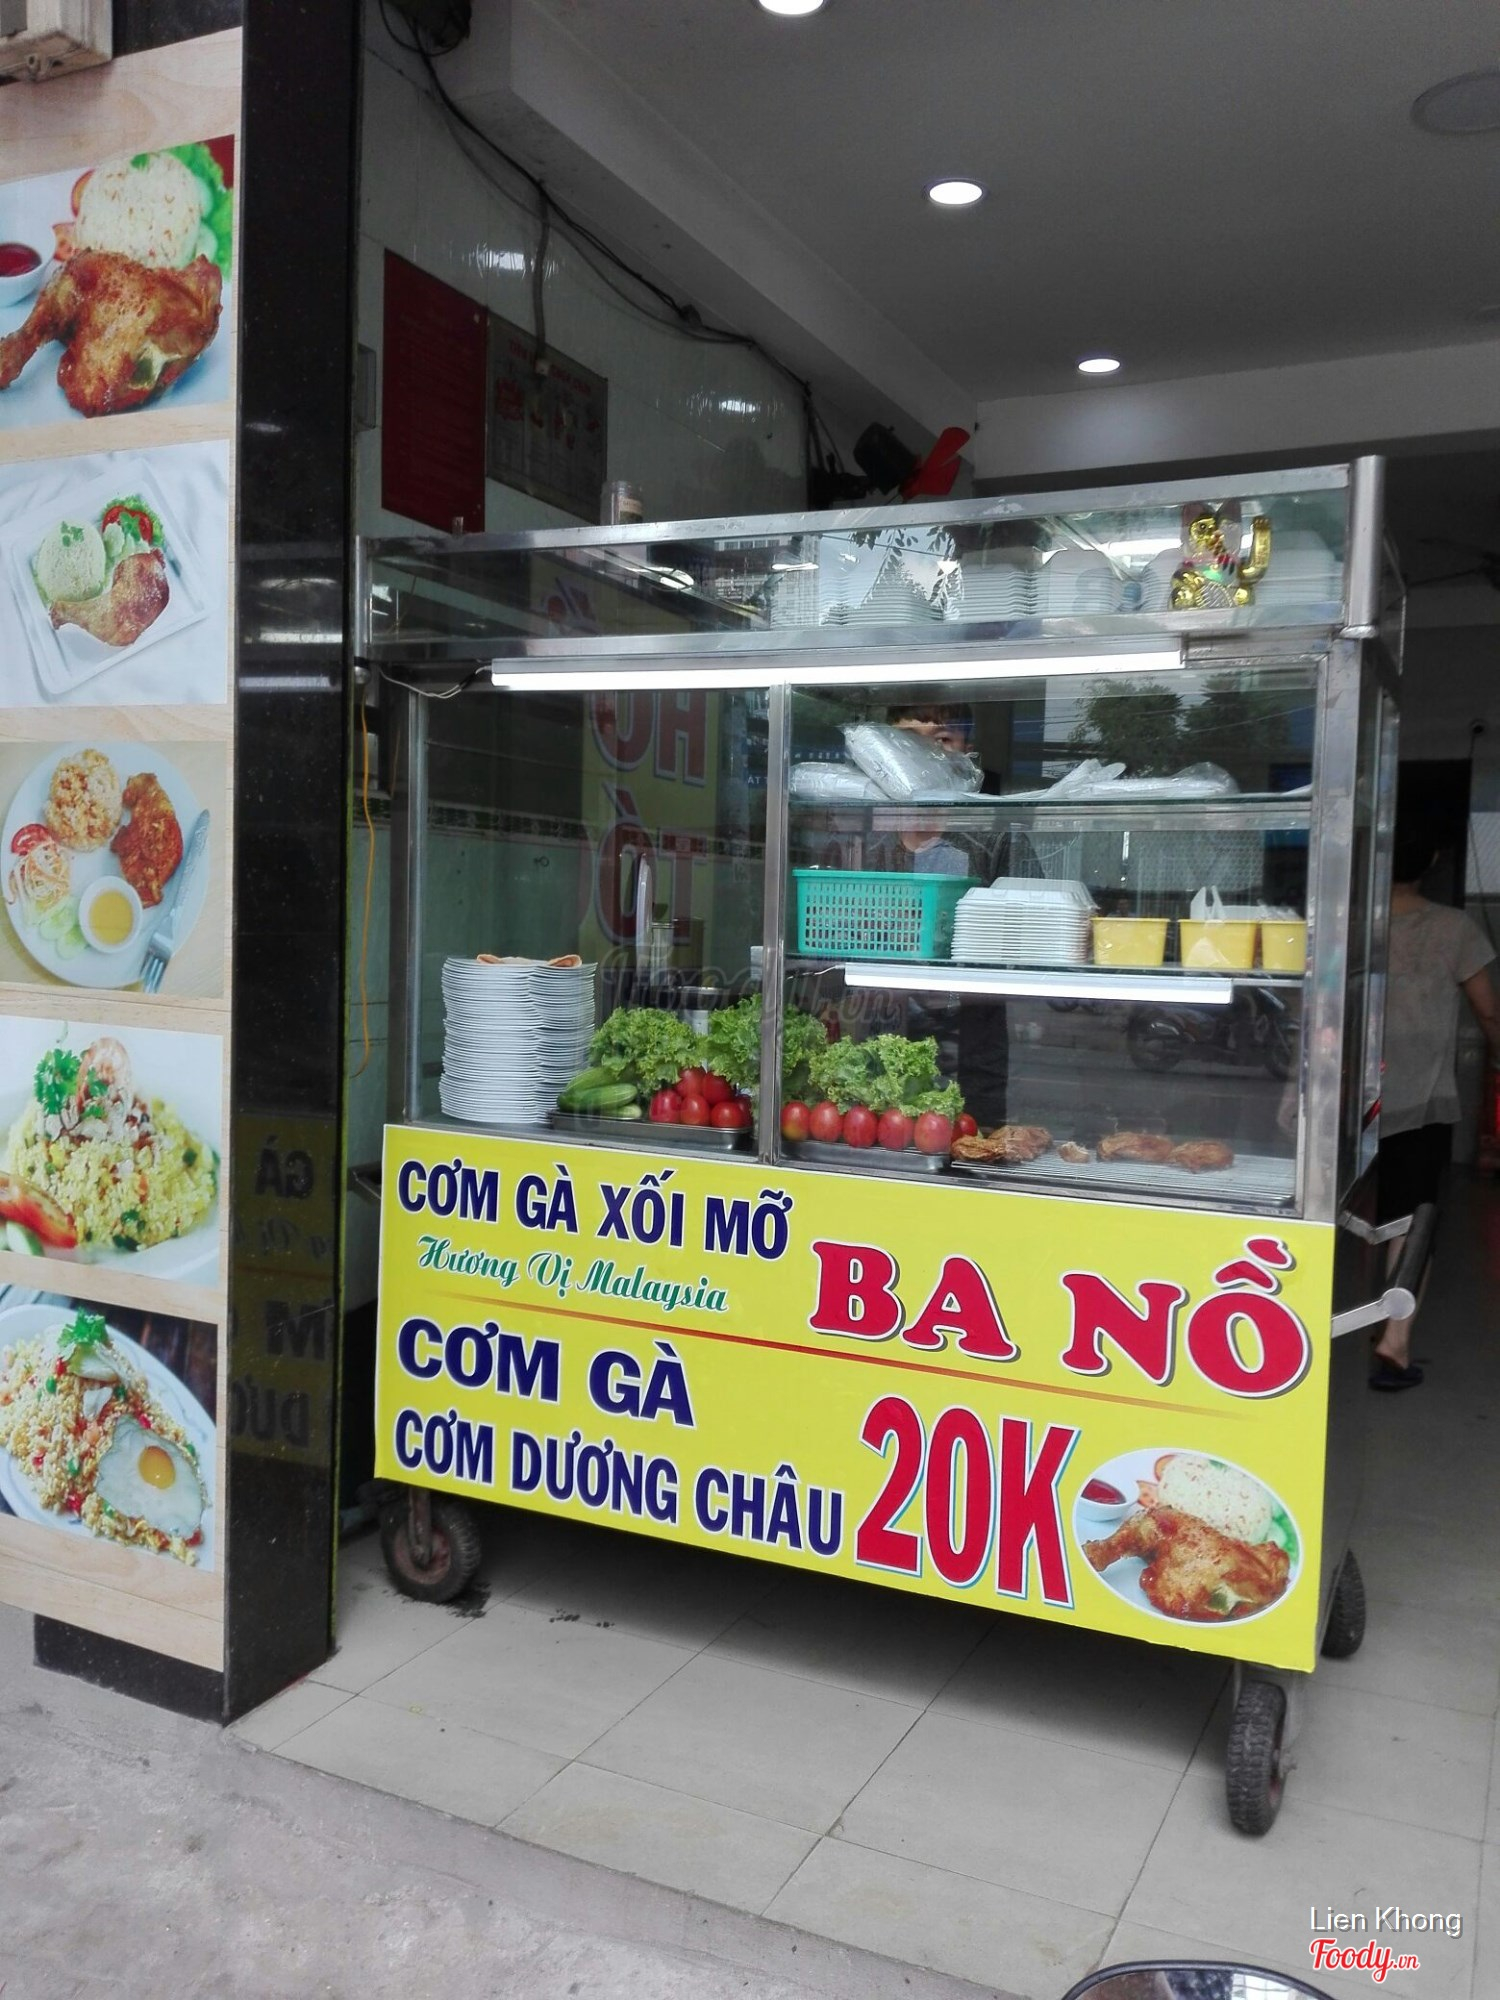 CƠM GÀ XỐI MỠ
Hương Vị Malaysia
BA NỒ
CƠM GÀ
CƠM DƯƠNG CHÂU
20K
Lien Khong
Foody.vn